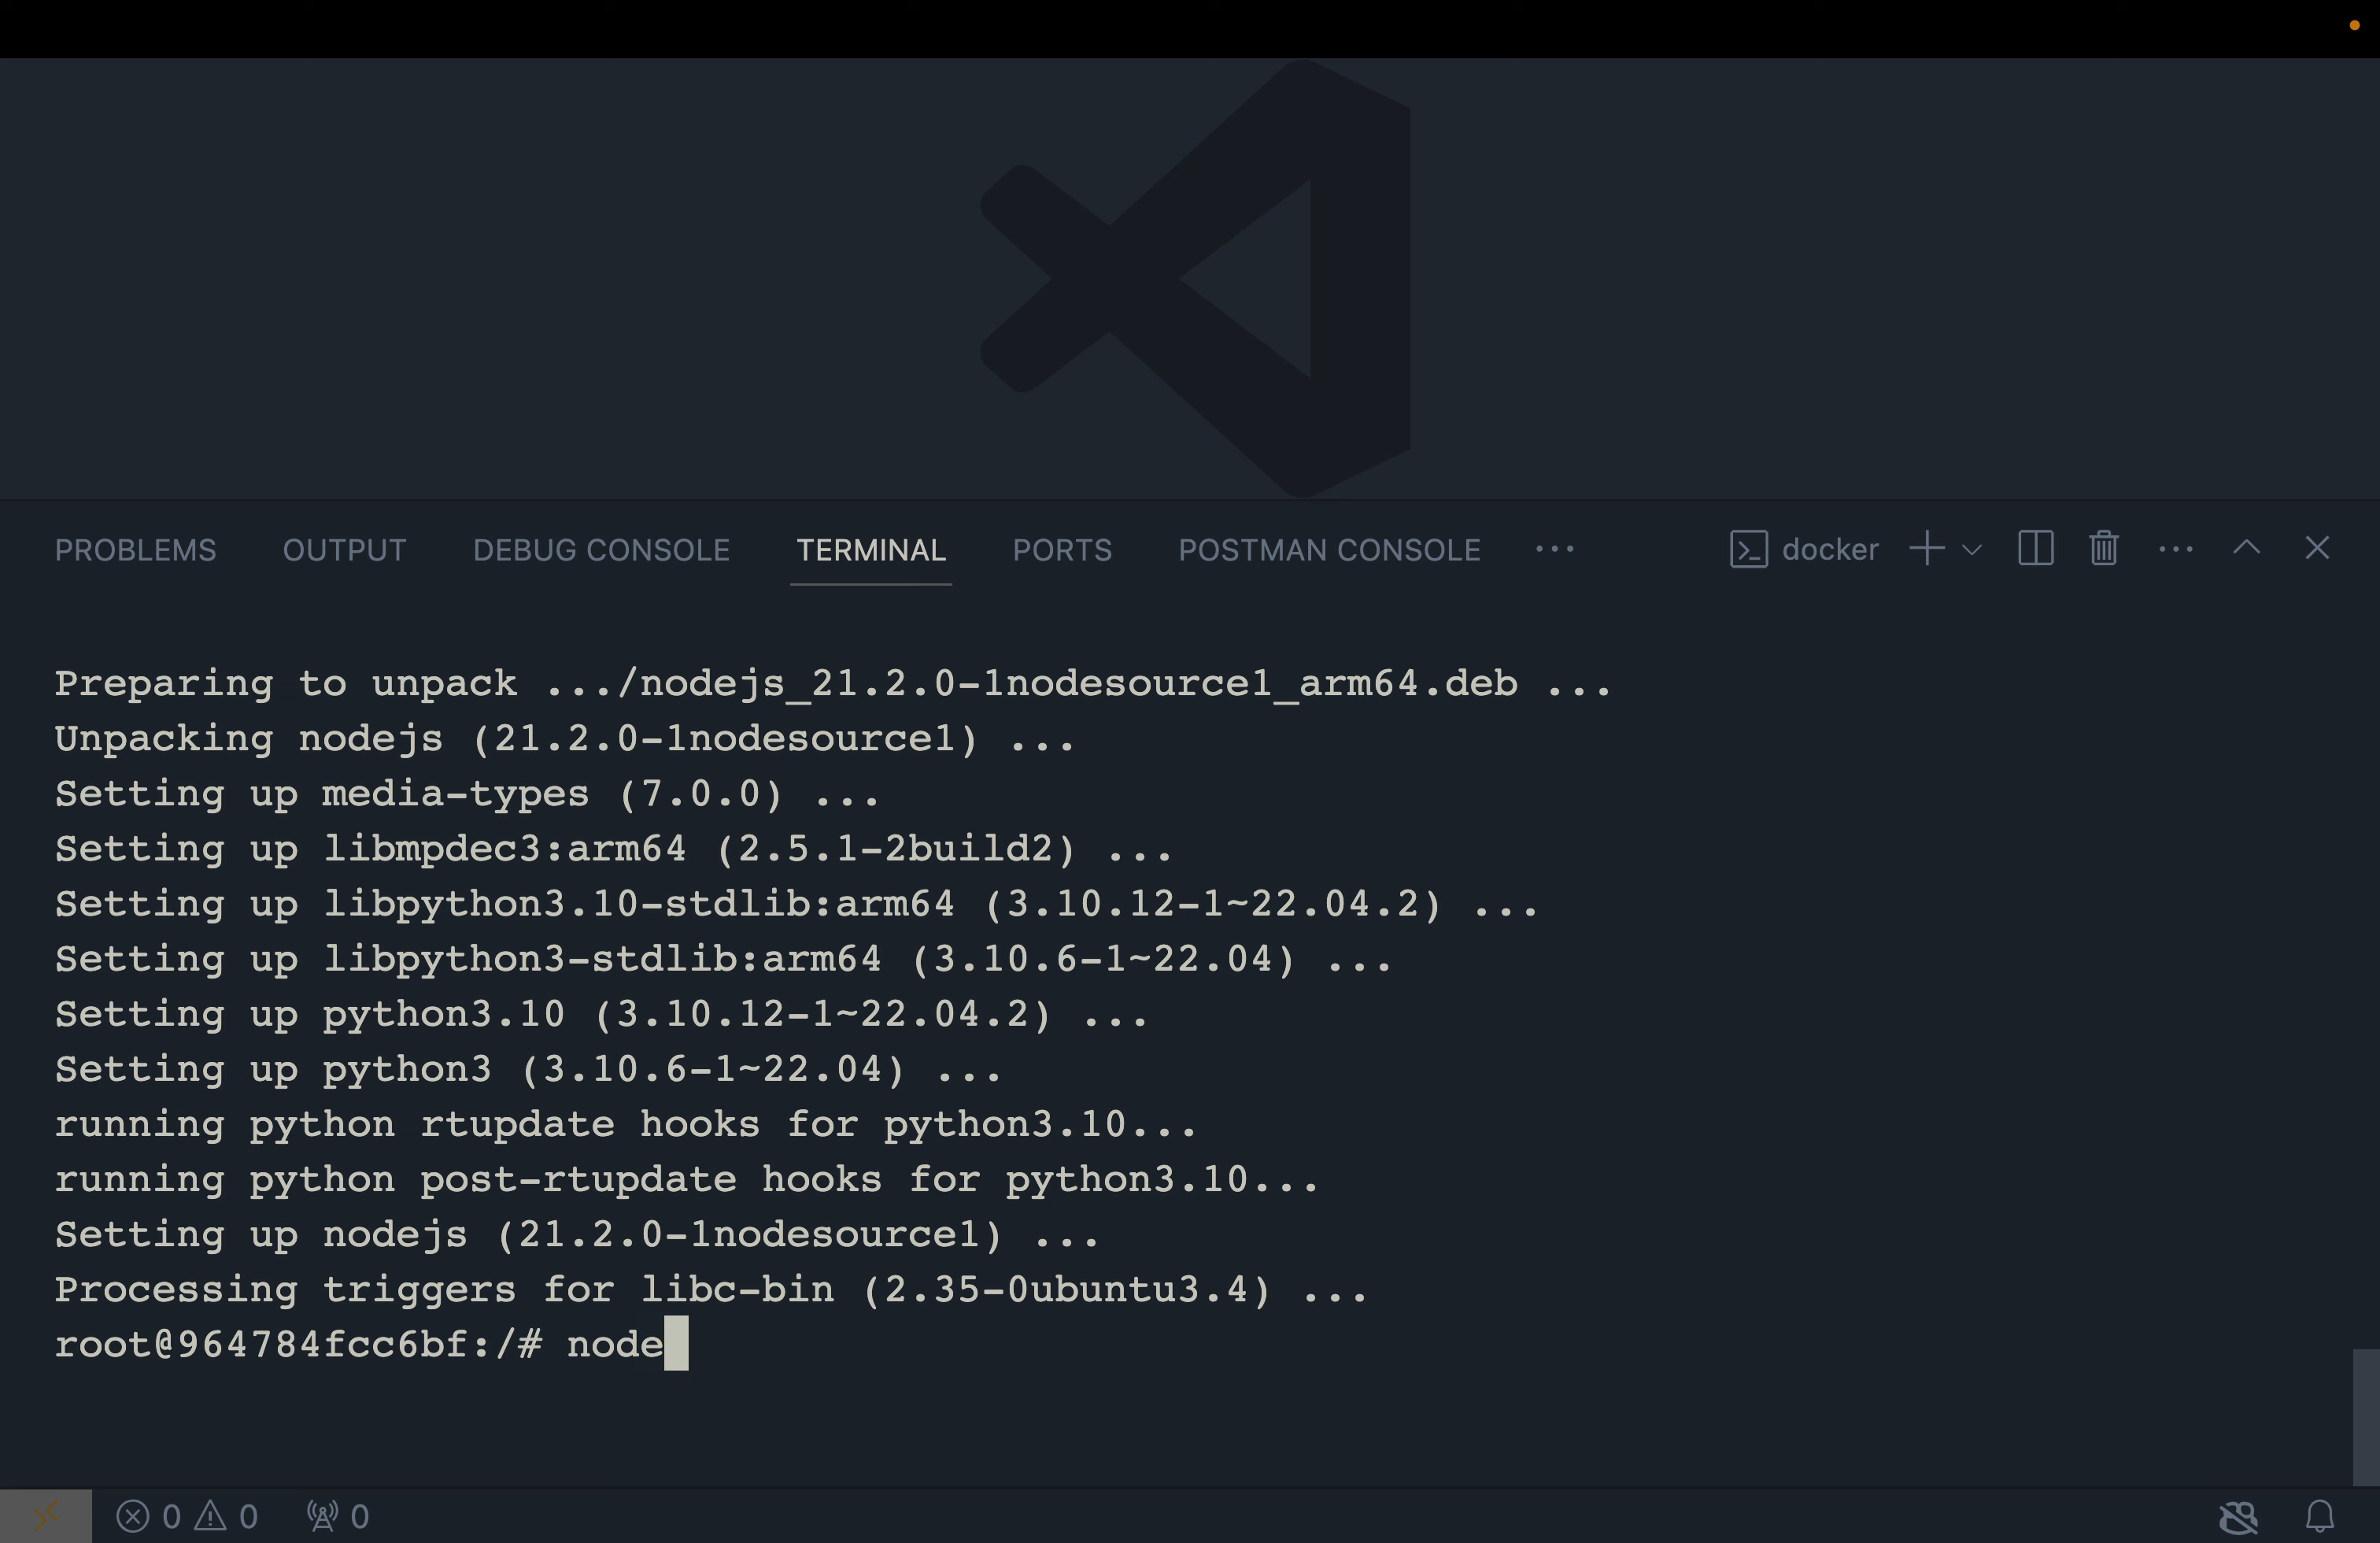 PROBLEMS OUTPUT DEBUG CONSOLE TERMINAL PORTS POSTMAN CONSOLE ... docker
Preparing to unpack .../nodejs_21.2.0-1nodesource1_arm64.deb ...
Unpacking nodejs (21.2.0-1nodesource1) ...
Setting up media-types (7.0.0) ...
Setting up libmpdec3:arm64 (2.5.1-2build2) ...
Setting up libpython3.10-stdlib:arm64 (3.10.12-1~22.04.2) ...
Setting up libpython3-stdlib:arm64 (3.10.6-1~22.04) ...
Setting up python3.10 (3.10.12-1~22.04.2) ...
Setting up python3 (3.10.6-1~22.04) ...
running python rtupdate hooks for python3.10...
running python post-rtupdate hooks for python3.10...
Setting up nodejs (21.2.0-1nodesource1) ...
Processing triggers for libc-bin (2.35-0ubuntu3.4) ...
root@964784fcc6bf:/# node
0 0 0